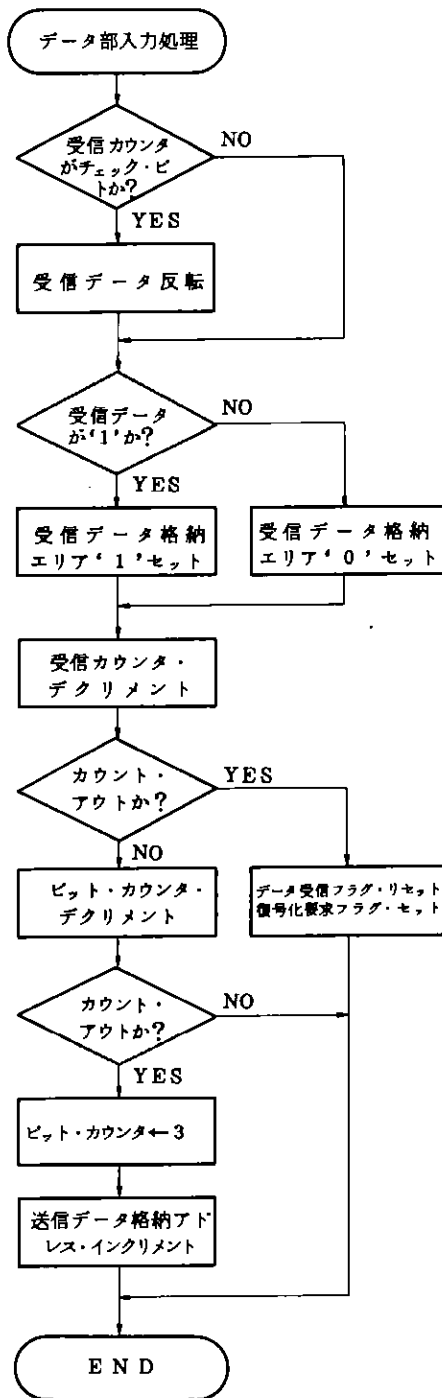 データ部入力処理
受信カウンタ
がチェック・ビ
ットか?
NO
YES
受信データ反転
受信データ
が'1'か?
NO
YES
受信データ格納
エリア'1'セット
受信データ格納
エリア'0'セット
受信カウンタ・
デクリメント
カウント・
アウトか?
YES
NO
ビット・カウンタ・
デクリメント
データ受信フラグ・リセット
復号化要求フラグ・セット
カウント・
アウトか?
NO
YES
ビット・カウンタ←3
送信データ格納アド
レス・インクリメント
END